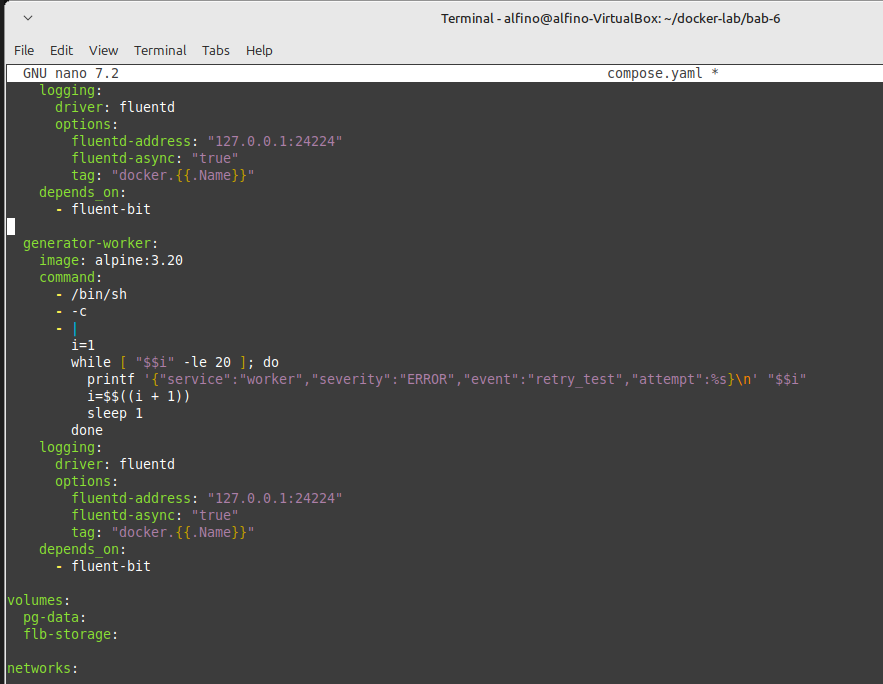 Terminal - alfino@alfino-VirtualBox: ~/docker-lab/bab-6
File Edit View Terminal Tabs Help
GNU nano 7.2 compose.yaml *
    logging:
      driver: fluentd
      options:
        fluentd-address: "127.0.0.1:24224"
        fluentd-async: "true"
        tag: "docker.{{.Name}}"
    depends_on:
      - fluent-bit

  generator-worker:
    image: alpine:3.20
    command:
      - /bin/sh
      - -c
      - |
        i=1
        while [ "$$i" -le 20 ]; do
          printf '{"service":"worker","severity":"ERROR","event":"retry_test","attempt":%s}\n' "$$i"
          i=$$((i + 1))
          sleep 1
        done
    logging:
      driver: fluentd
      options:
        fluentd-address: "127.0.0.1:24224"
        fluentd-async: "true"
        tag: "docker.{{.Name}}"
    depends_on:
      - fluent-bit

volumes:
  pg-data:
  flb-storage:

networks: